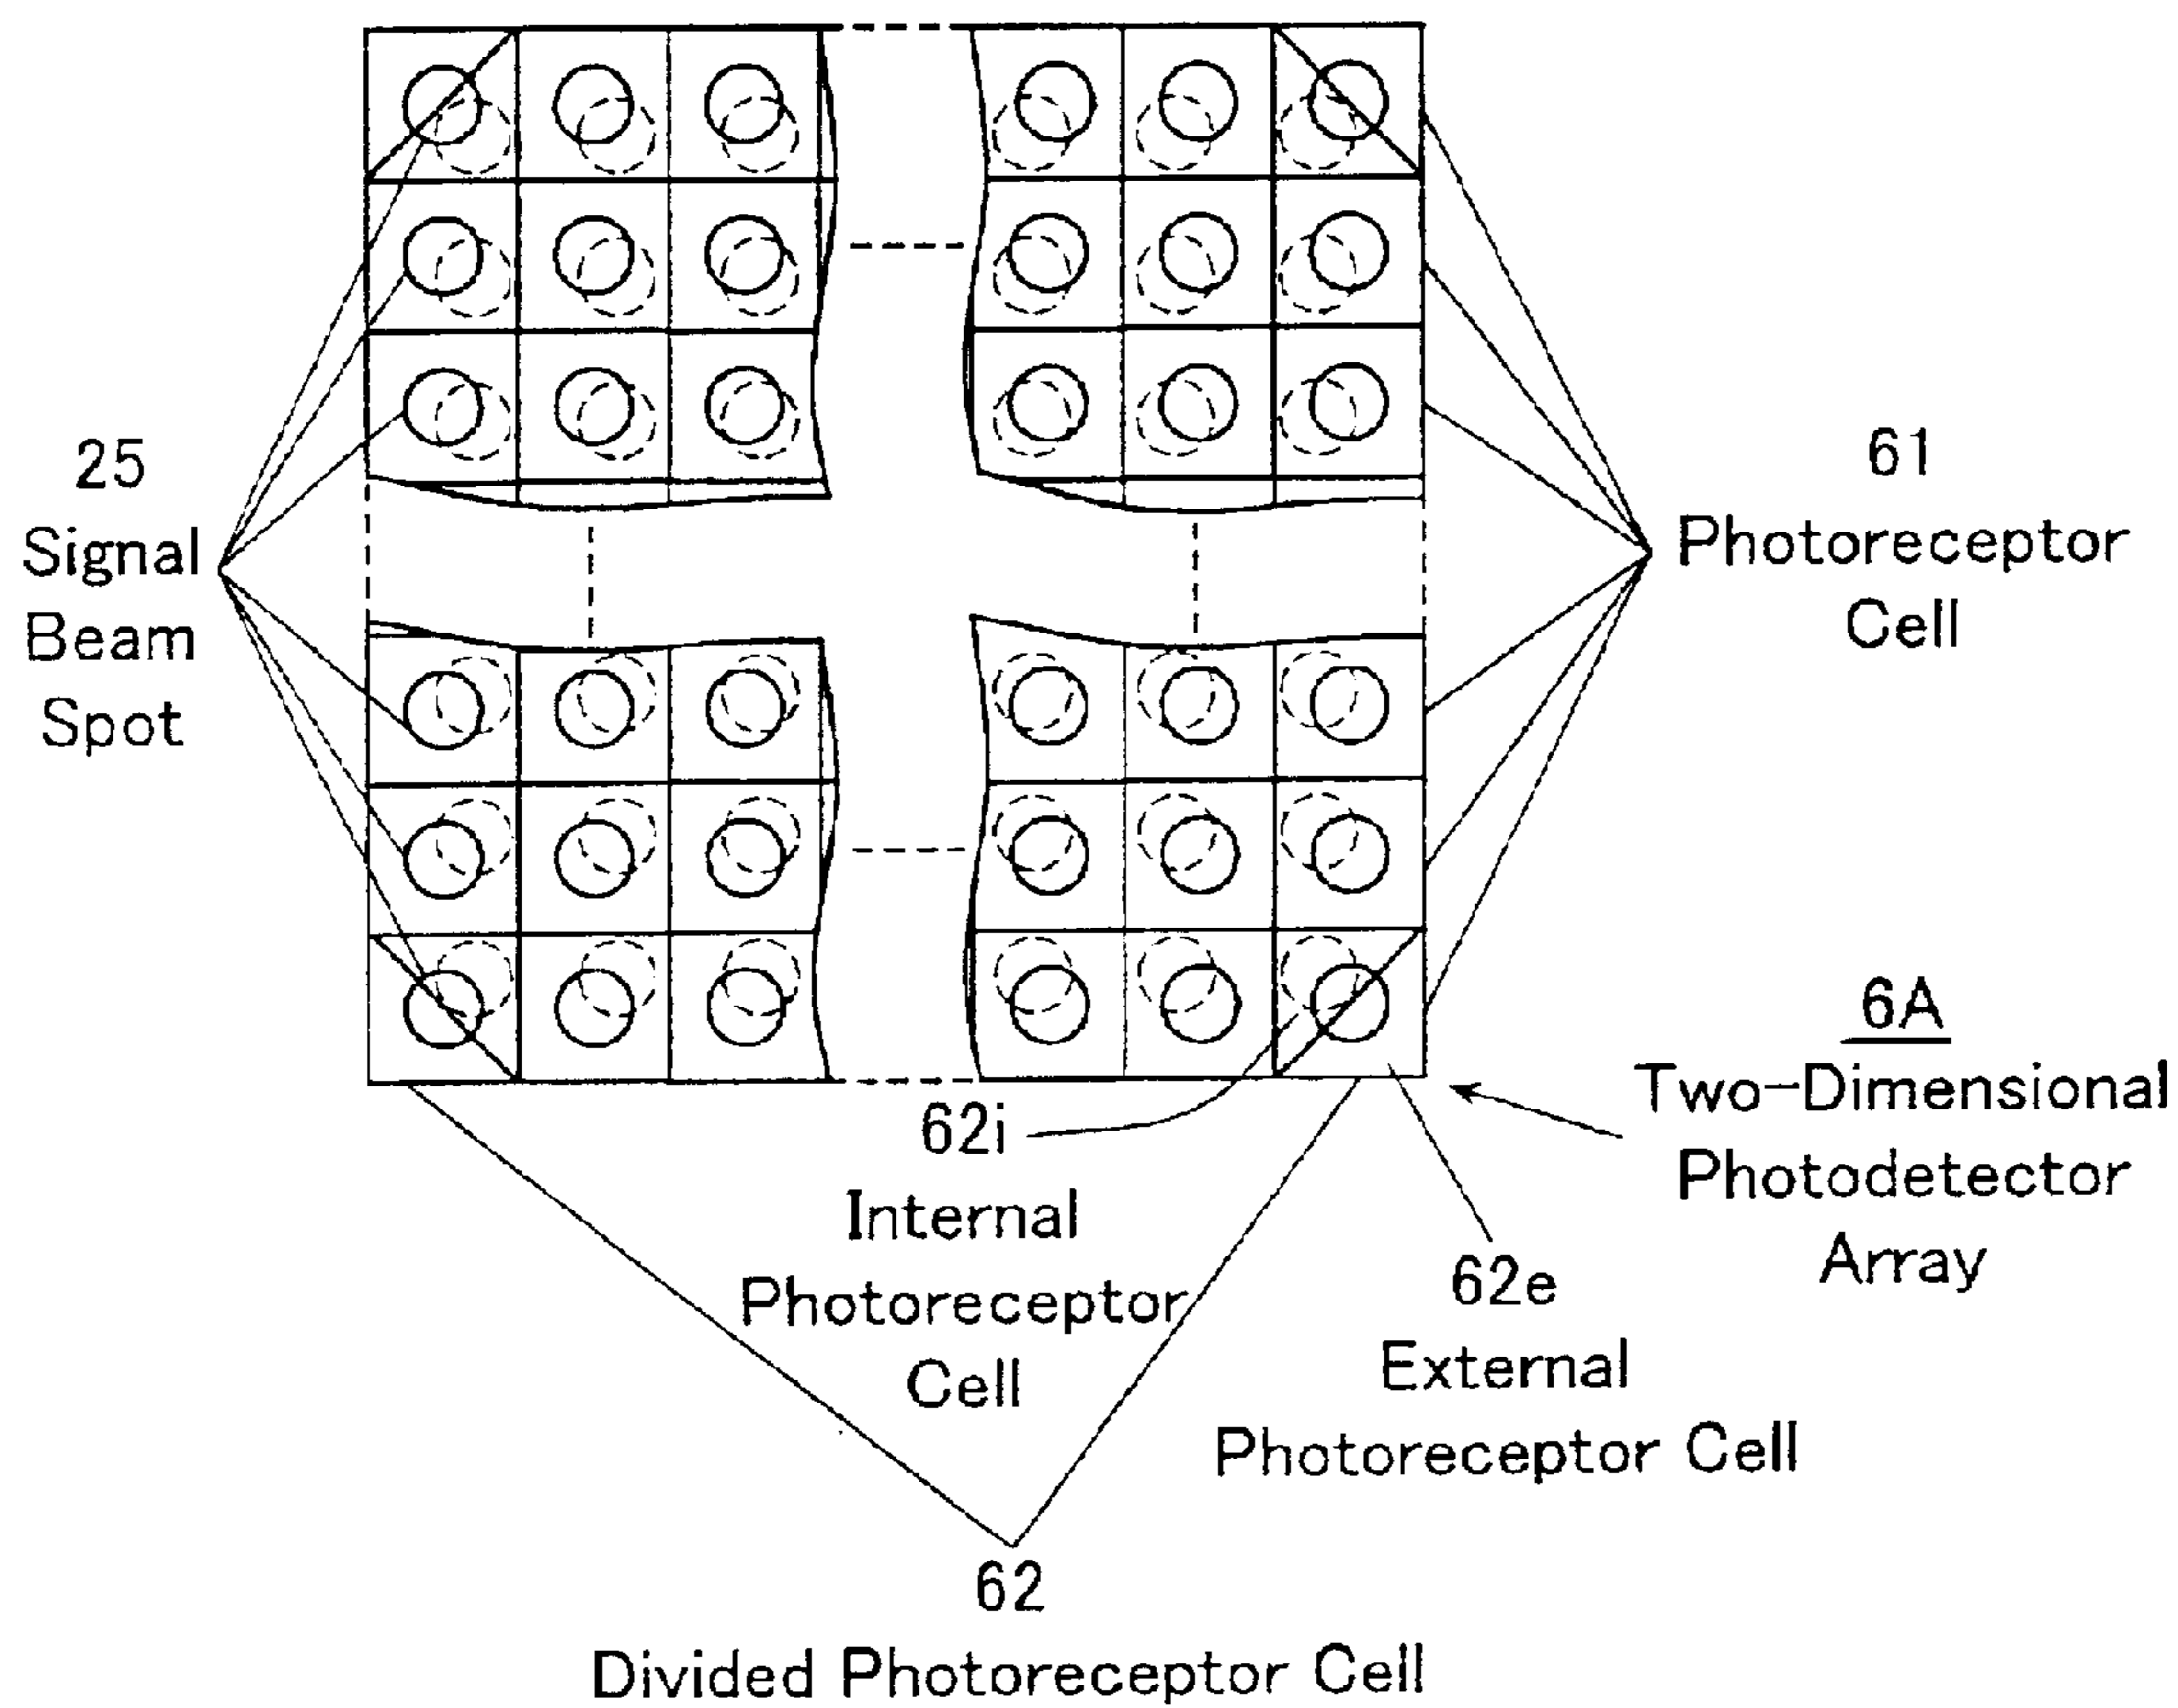 25
Signal
Beam
Spot
61
Photoreceptor
Cell
6A
Two-Dimensional
Photodetector
Array
62i
Internal
Photoreceptor
Cell
62e
External
Photoreceptor Cell
62
Divided Photoreceptor Cell